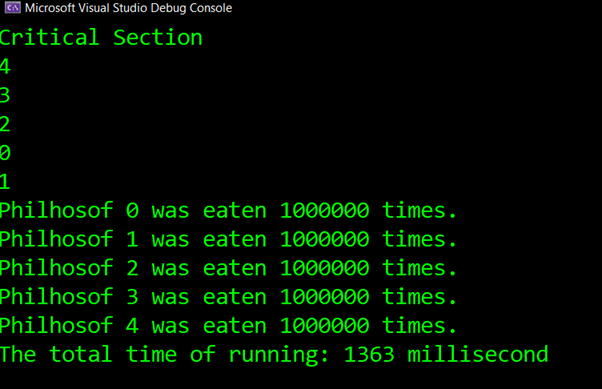 Microsoft Visual Studio Debug Console
Critical Section
4
3
2
0
1
Philhosof 0 was eaten 1000000 times.
Philhosof 1 was eaten 1000000 times.
Philhosof 2 was eaten 1000000 times.
Philhosof 3 was eaten 1000000 times.
Philhosof 4 was eaten 1000000 times.
The total time of running: 1363 millisecond